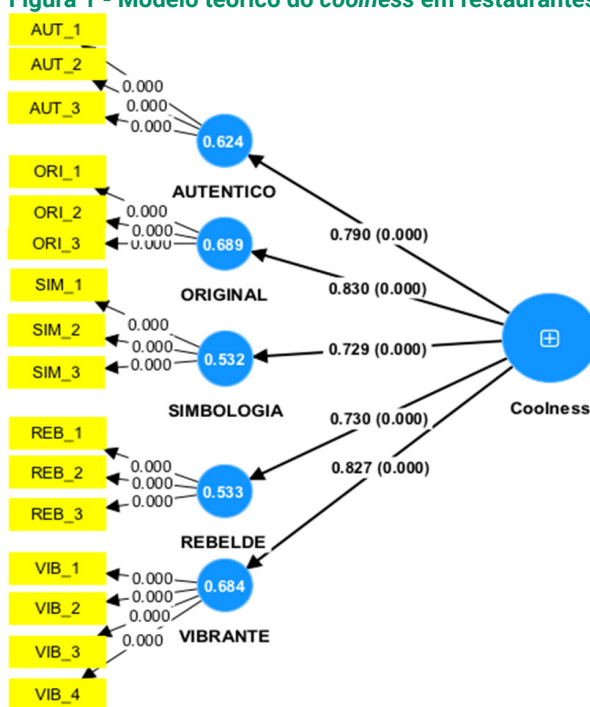 Figura 1 - Modelo teórico do coolness em restaurantes
AUT_1
AUT_2
AUT_3
0.000
0.000
0.000
0.624
AUTENTICO
ORI_1
ORI_2
ORI_3
0.000
0.000
0.000
0.689
ORIGINAL
SIM_1
SIM_2
SIM_3
0.000
0.000
0.000
0.532
SIMBOLOGIA
REB_1
REB_2
REB_3
0.000
0.000
0.000
0.533
REBELDE
VIB_1
VIB_2
VIB_3
VIB_4
0.000
0.000
0.000
0.000
0.684
VIBRANTE
0.790 (0.000)
0.830 (0.000)
0.729 (0.000)
0.730 (0.000)
0.827 (0.000)
Coolness